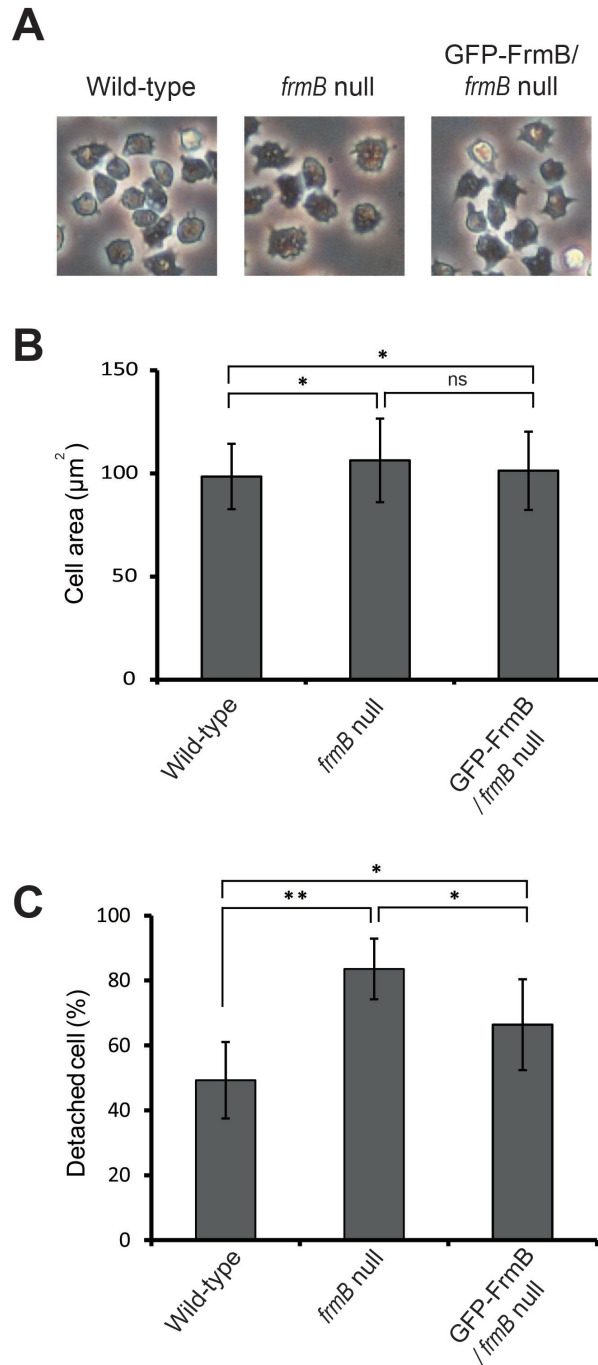 A
Wild-type
frmB null
GFP-FrmB/
frmB null
B
150
100
50
0
Cell area (µm²)
*
*
ns
Wild-type
frmB null
GFP-FrmB
/ frmB null
C
100
80
60
40
20
0
Detached cell (%)
*
**
*
Wild-type
frmB null
GFP-FrmB
/ frmB null